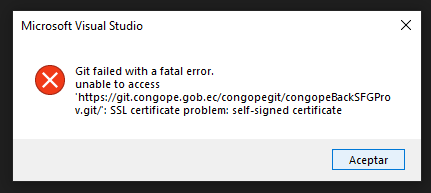 Microsoft Visual Studio
Git failed with a fatal error.
unable to access
'https://git.congope.gob.ec/congopegit/congopeBackSFGPro
v.git/': SSL certificate problem: self-signed certificate
Aceptar